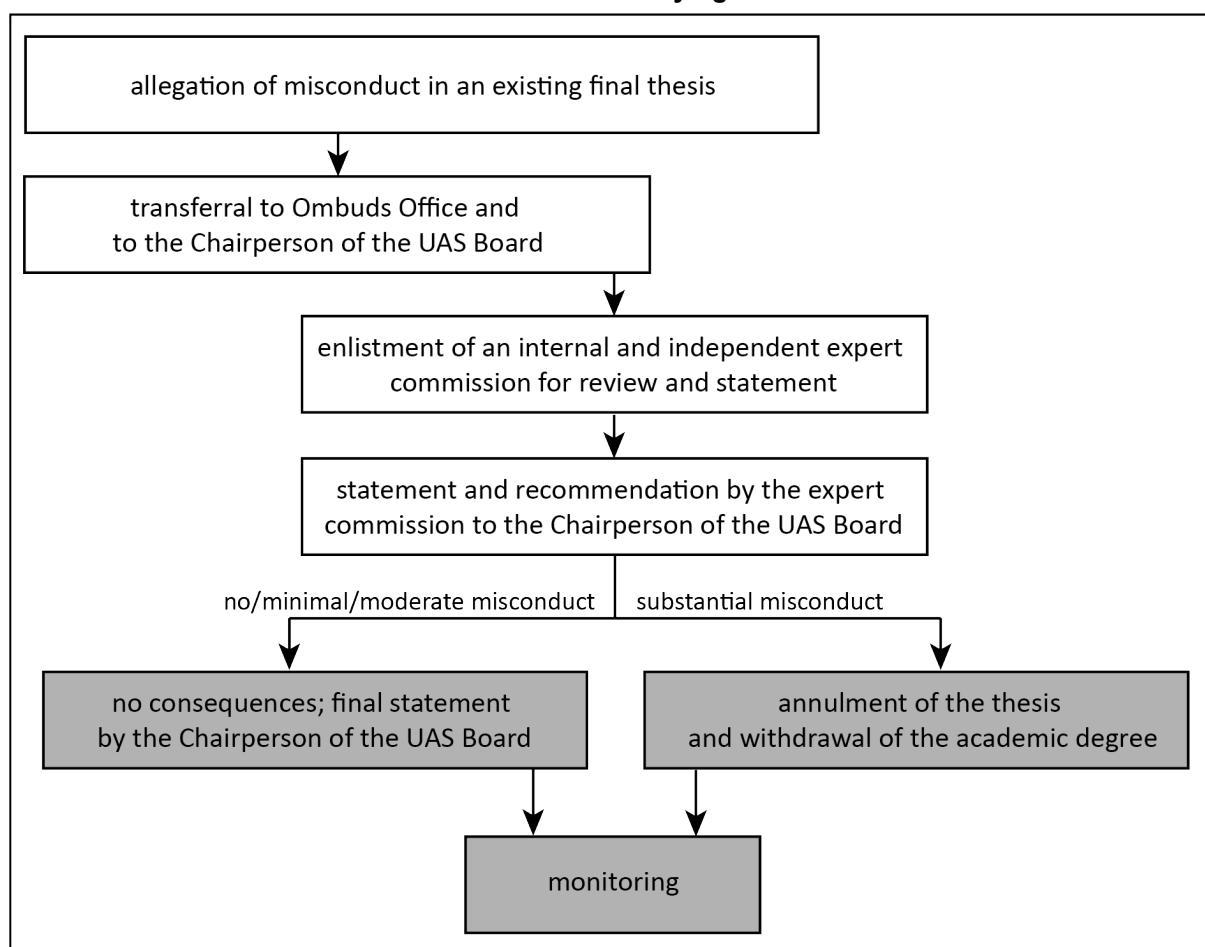 allegation of misconduct in an existing final thesis
transferral to Ombuds Office and
to the Chairperson of the UAS Board
enlistment of an internal and independent expert
commission for review and statement
statement and recommendation by the expert
commission to the Chairperson of the UAS Board
no/minimal/moderate misconduct
substantial misconduct
no consequences; final statement
by the Chairperson of the UAS Board
annulment of the thesis
and withdrawal of the academic degree
monitoring